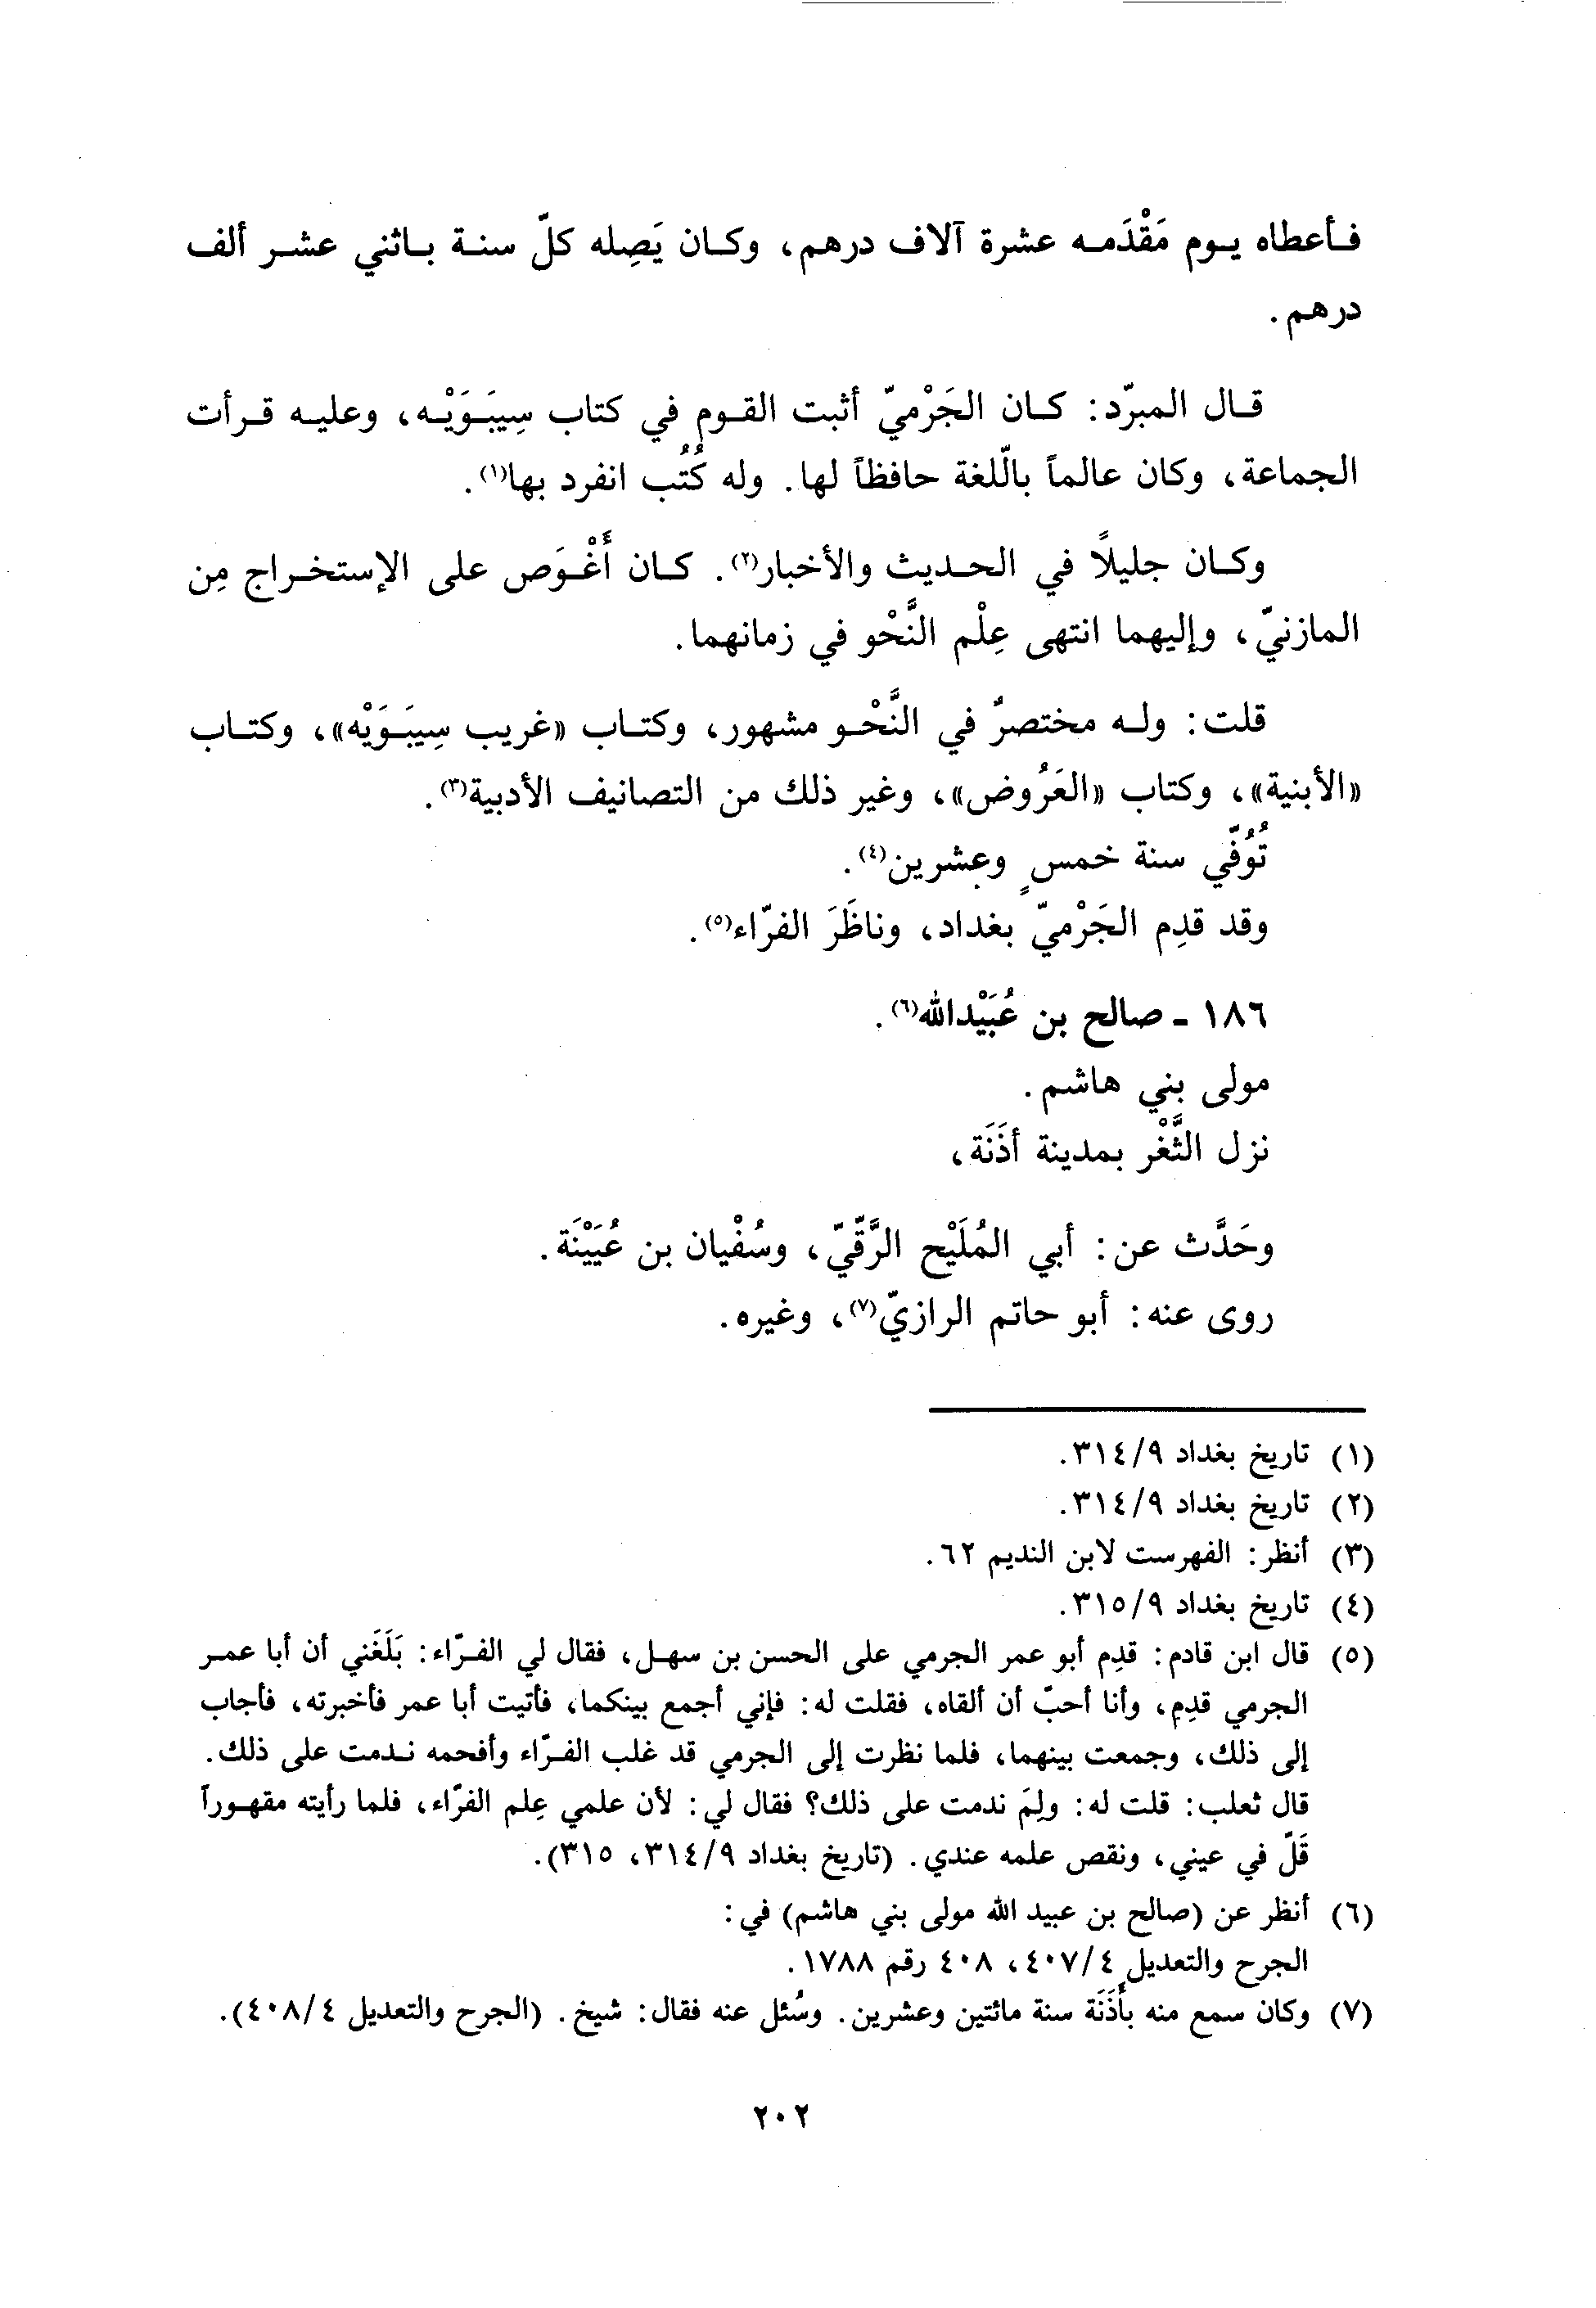 فأعطاه يوم مَقْدَمه عشرة آلاف درهم، وكان يَصِله كلّ سنة باثني عشر ألف
درهم.
قال المبرّد: كان الجَرْميّ أثبت القوم في كتاب سِيبَوَيْه، وعليه قرأت
الجماعة، وكان عالماً بالّلغة حافظاً لها. وله كُتُب انفرد بها(١).
وكان جليلاً في الحديث والأخبار(٢). كان أَغْوَص على الإستخراج مِن
المازنيّ، وإليهما انتهى عِلْم النَّحْو في زمانهما.
قلت: وله مختصرٌ في النَّحْو مشهور، وكتاب «غريب سِيبَوَيْه»، وكتاب
«الأبنية»، وكتاب «العَرُوض»، وغير ذلك من التصانيف الأدبية(٣).
تُوُفّي سنة خمسٍ وعشرين(٤).
وقد قدِم الجَرْميّ بغداد، وناظَرَ الفرّاء(٥).
١٨٦ - صالح بن عُبَيْدالله(٦).
مولى بني هاشم.
نزل الثَّغْر بمدينة أذَنَة،
وحَدَّث عن: أبي المُلَيْح الرَّقّيّ، وسُفْيان بن عُيَيْنَة.
روى عنه: أبو حاتم الرازيّ(٧)، وغيره.
(١) تاريخ بغداد ٣١٤/٩.
(٢) تاريخ بغداد ٣١٤/٩.
(٣) أنظر: الفهرست لابن النديم ٦٢.
(٤) تاريخ بغداد ٣١٥/٩.
(٥) قال ابن قادم: قدِم أبو عمر الجرمي على الحسن بن سهل، فقال لي الفرّاء: بَلَغَني أن أبا عمر
الجرمي قدِم، وأنا أحبّ أن ألقاه، فقلت له: فإني أجمع بينكما، فأتيت أبا عمر فأخبرته، فأجاب
إلى ذلك، وجمعت بينهما، فلما نظرت إلى الجرمي قد غلب الفرّاء وأفحمه ندمت على ذلك.
قال ثعلب: قلت له: ولِمَ ندمت على ذلك؟ فقال لي: لأن علمي عِلم الفرّاء، فلما رأيته مقهوراً
قَلّ في عيني، ونقص علمه عندي. (تاريخ بغداد ٣١٤/٩، ٣١٥).
(٦) أنظر عن (صالح بن عبيد الله مولى بني هاشم) في:
الجرح والتعديل ٤٠٧/٤، ٤٠٨ رقم ١٧٨٨.
(٧) وكان سمع منه بأَذَنَة سنة مائتين وعشرين. وسُئل عنه فقال: شيخ. (الجرح والتعديل ٤٠٨/٤).
٢٠٢